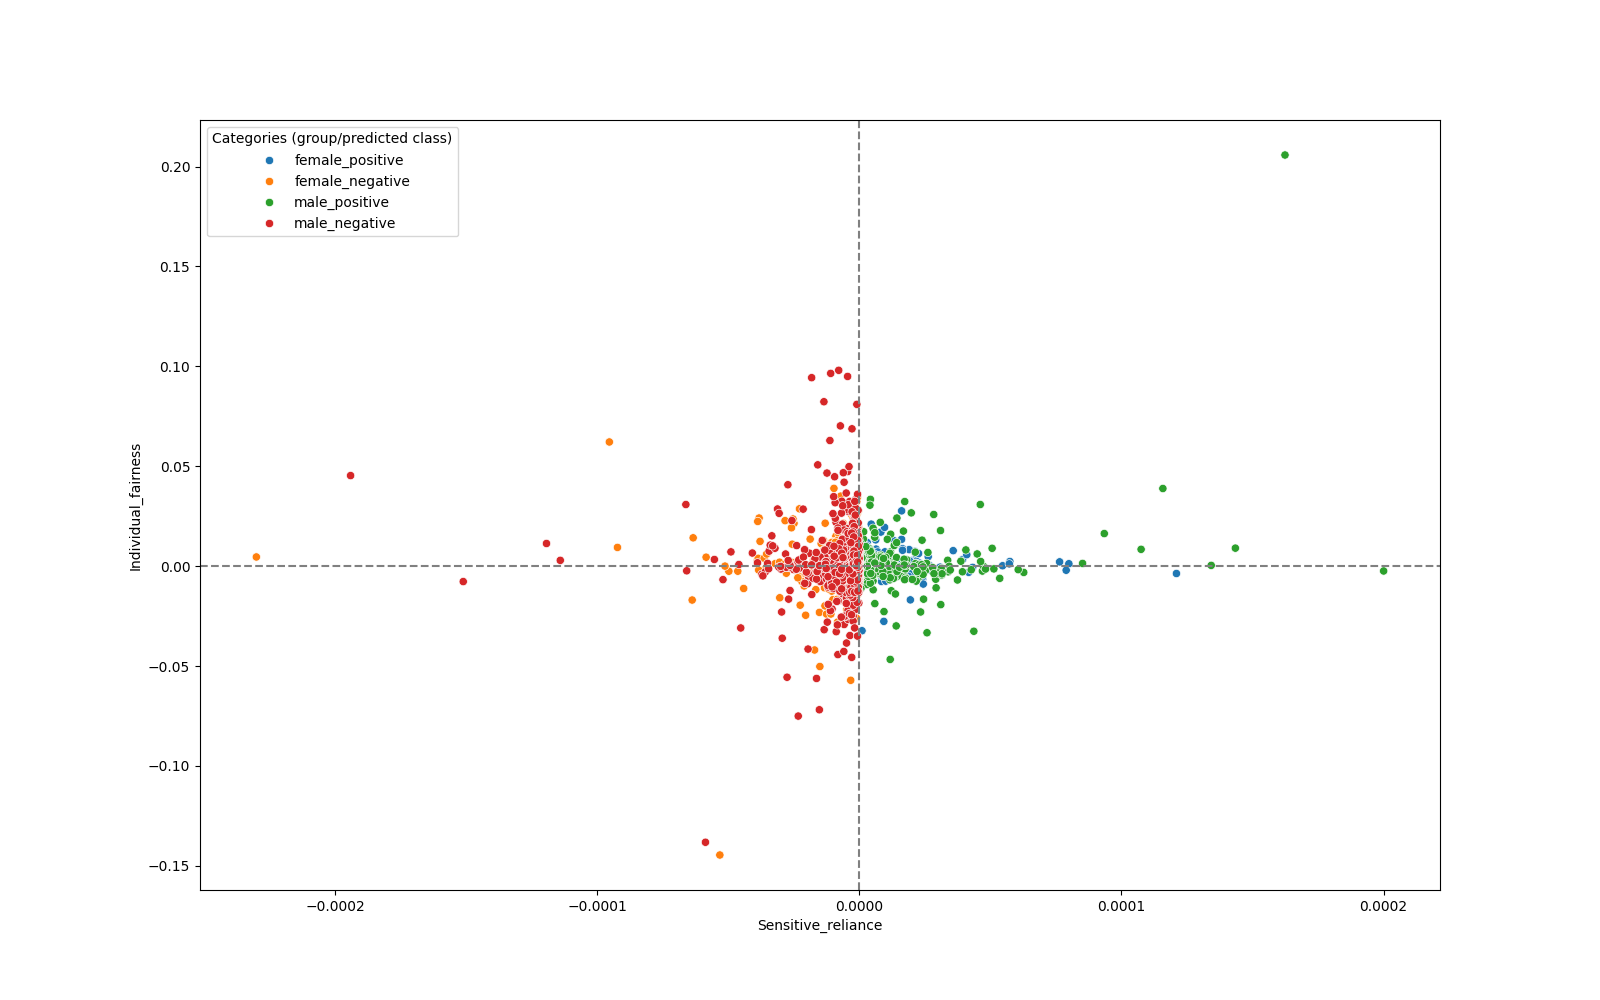 Categories (group/predicted class)
female_positive
female_negative
male_positive
male_negative
0.20
0.15
0.10
0.05
0.00
−0.05
−0.10
−0.15
Individual_fairness
−0.0002
−0.0001
0.0000
0.0001
0.0002
Sensitive_reliance